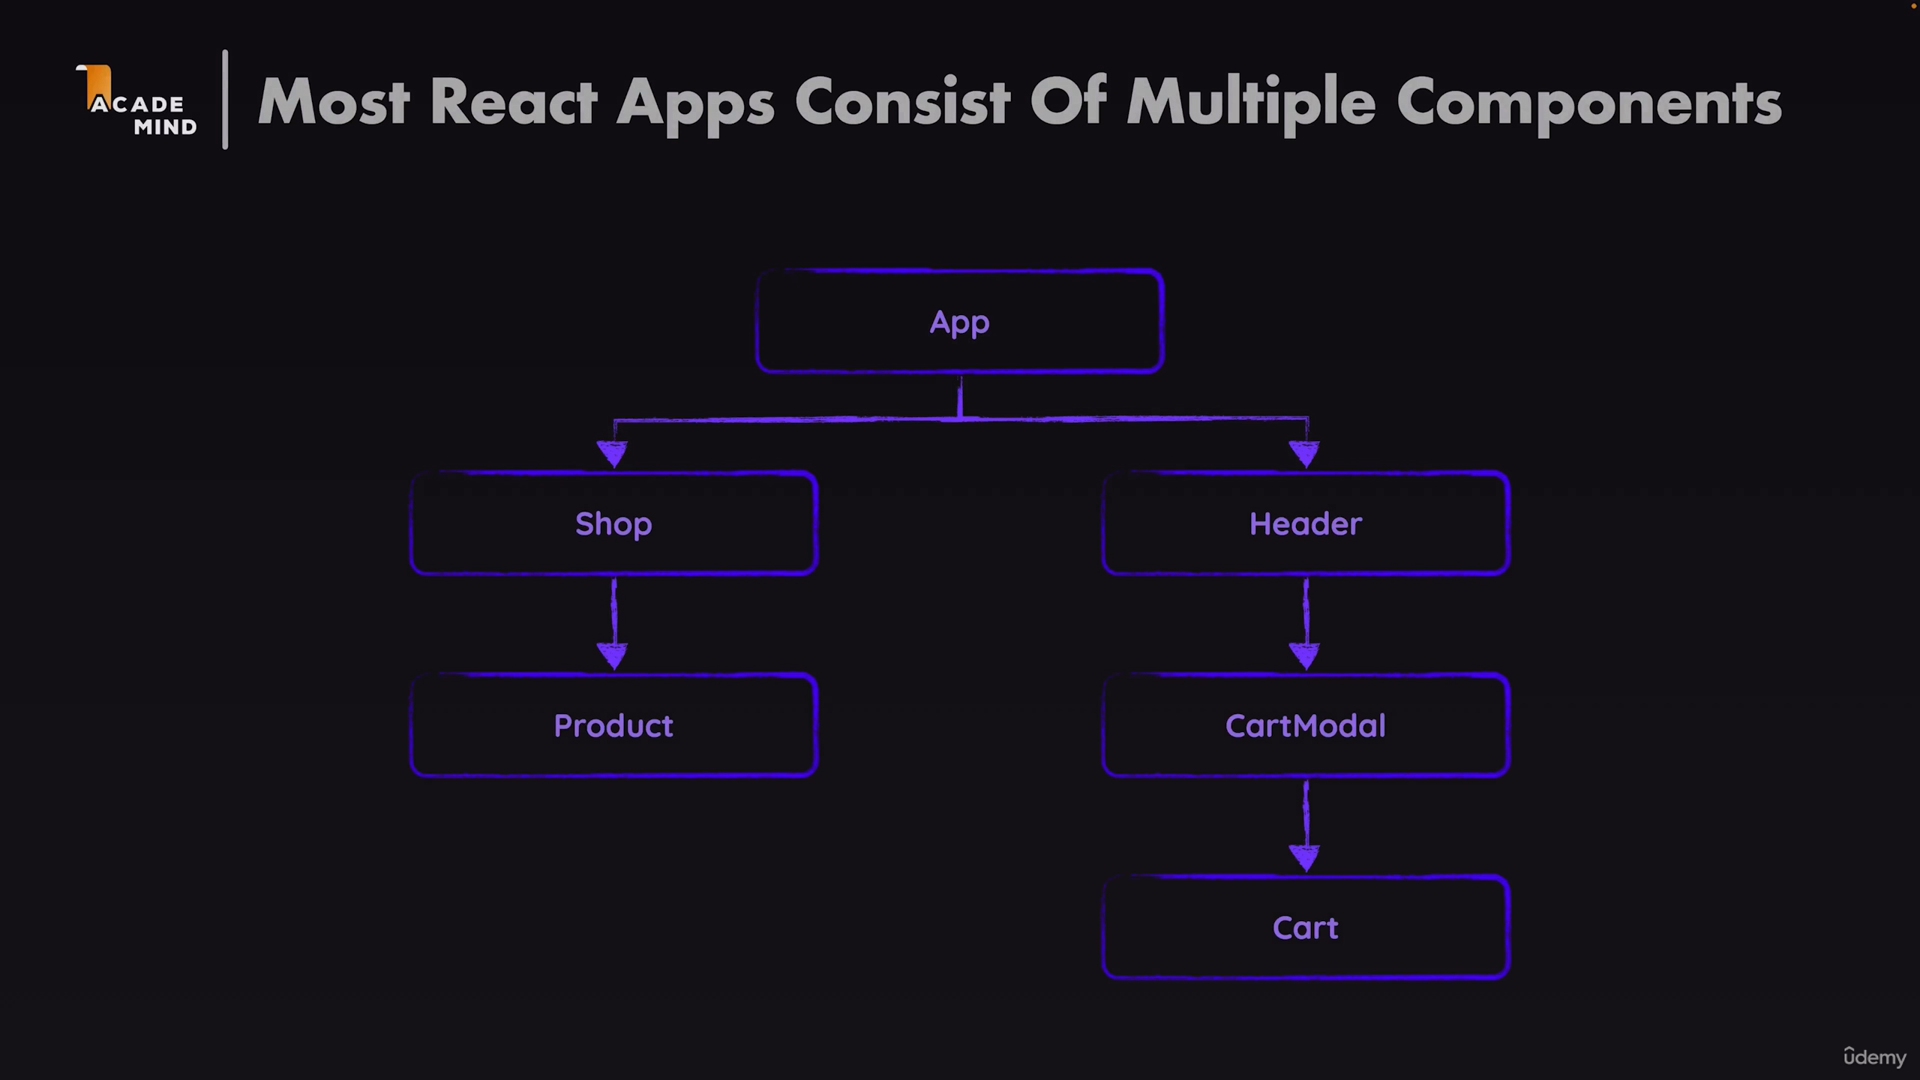 ACADE
MIND
Most React Apps Consist Of Multiple Components
App
Shop
Header
Product
CartModal
Cart
ûdemy